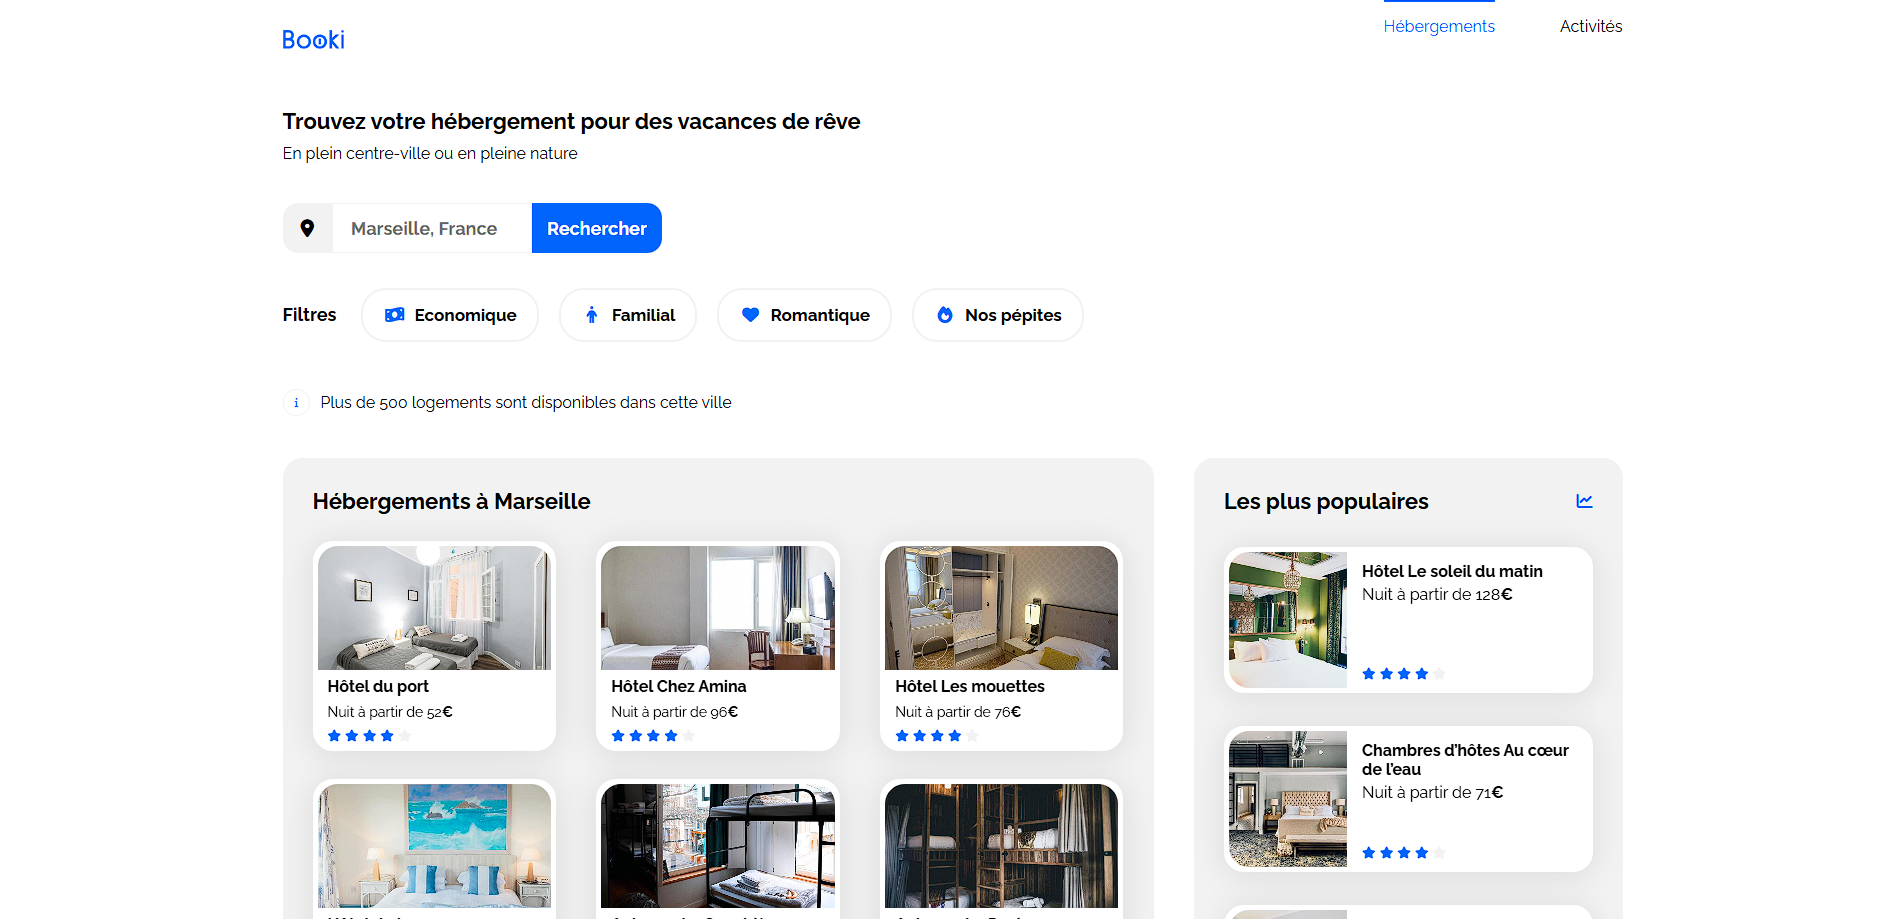 Booki
Hébergements
Activités
Trouvez votre hébergement pour des vacances de rêve
En plein centre-ville ou en pleine nature
Marseille, France
Rechercher
Filtres
Economique
Familial
Romantique
Nos pépites
i
Plus de 500 logements sont disponibles dans cette ville
Hébergements à Marseille
Hôtel du port
Nuit à partir de 52€
Hôtel Chez Amina
Nuit à partir de 96€
Hôtel Les mouettes
Nuit à partir de 76€
Les plus populaires
Hôtel Le soleil du matin
Nuit à partir de 128€
Chambres d'hôtes Au cœur
de l'eau
Nuit à partir de 71€